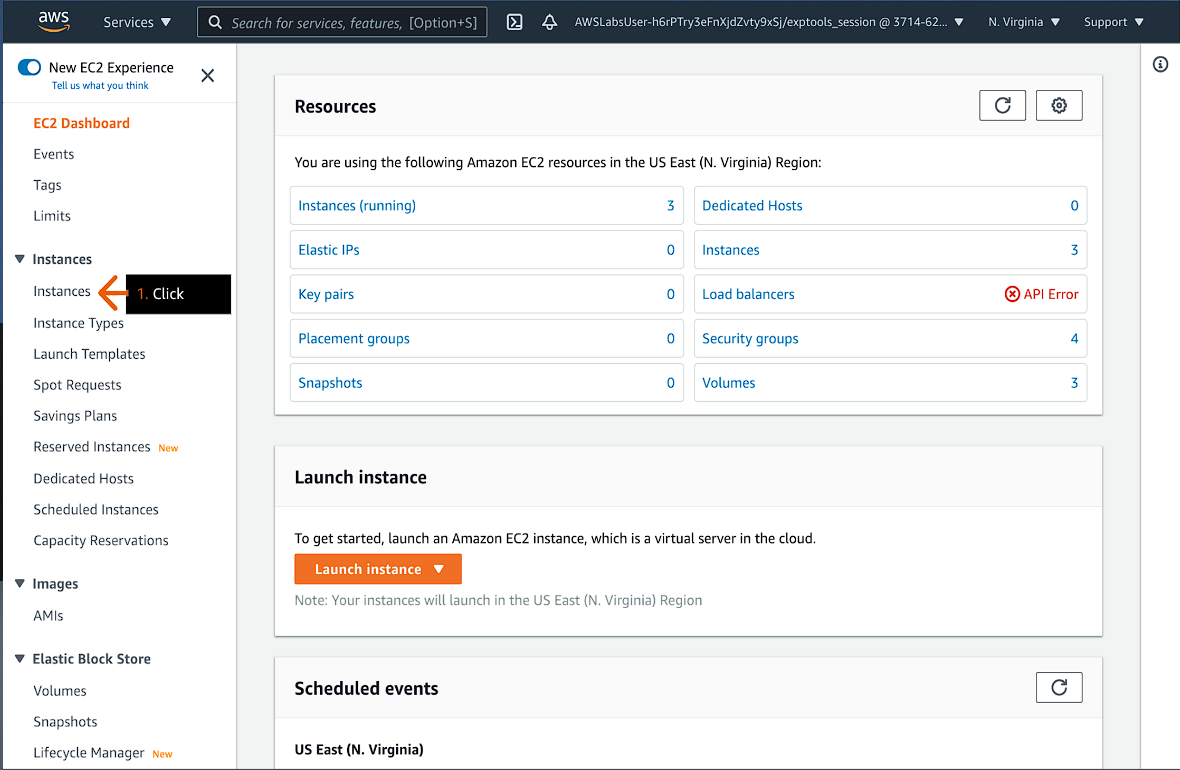 aws
Services
Search for services, features, [Option+S]
AWSLabsUser-h6rPTry3eFnXjdZvty9xSj/exptools_session @ 3714-62...
N. Virginia
Support
New EC2 Experience
Tell us what you think
EC2 Dashboard
Events
Tags
Limits
Instances
Instances
1. Click
Instance Types
Launch Templates
Spot Requests
Savings Plans
Reserved Instances New
Dedicated Hosts
Scheduled Instances
Capacity Reservations
Images
AMIs
Elastic Block Store
Volumes
Snapshots
Lifecycle Manager New
Resources
You are using the following Amazon EC2 resources in the US East (N. Virginia) Region:
Instances (running) 3
Dedicated Hosts 0
Elastic IPs 0
Instances 3
Key pairs 0
Load balancers API Error
Placement groups 0
Security groups 4
Snapshots 0
Volumes 3
Launch instance
To get started, launch an Amazon EC2 instance, which is a virtual server in the cloud.
Launch instance
Note: Your instances will launch in the US East (N. Virginia) Region
Scheduled events
US East (N. Virginia)